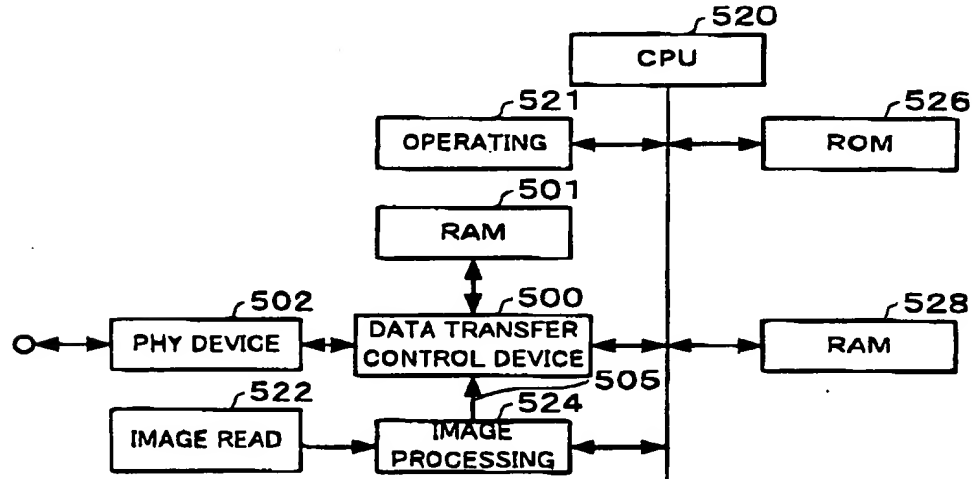 520
CPU
521
OPERATING
526
ROM
501
RAM
502
PHY DEVICE
500
DATA TRANSFER
CONTROL DEVICE
528
RAM
505
522
IMAGE READ
524
IMAGE
PROCESSING